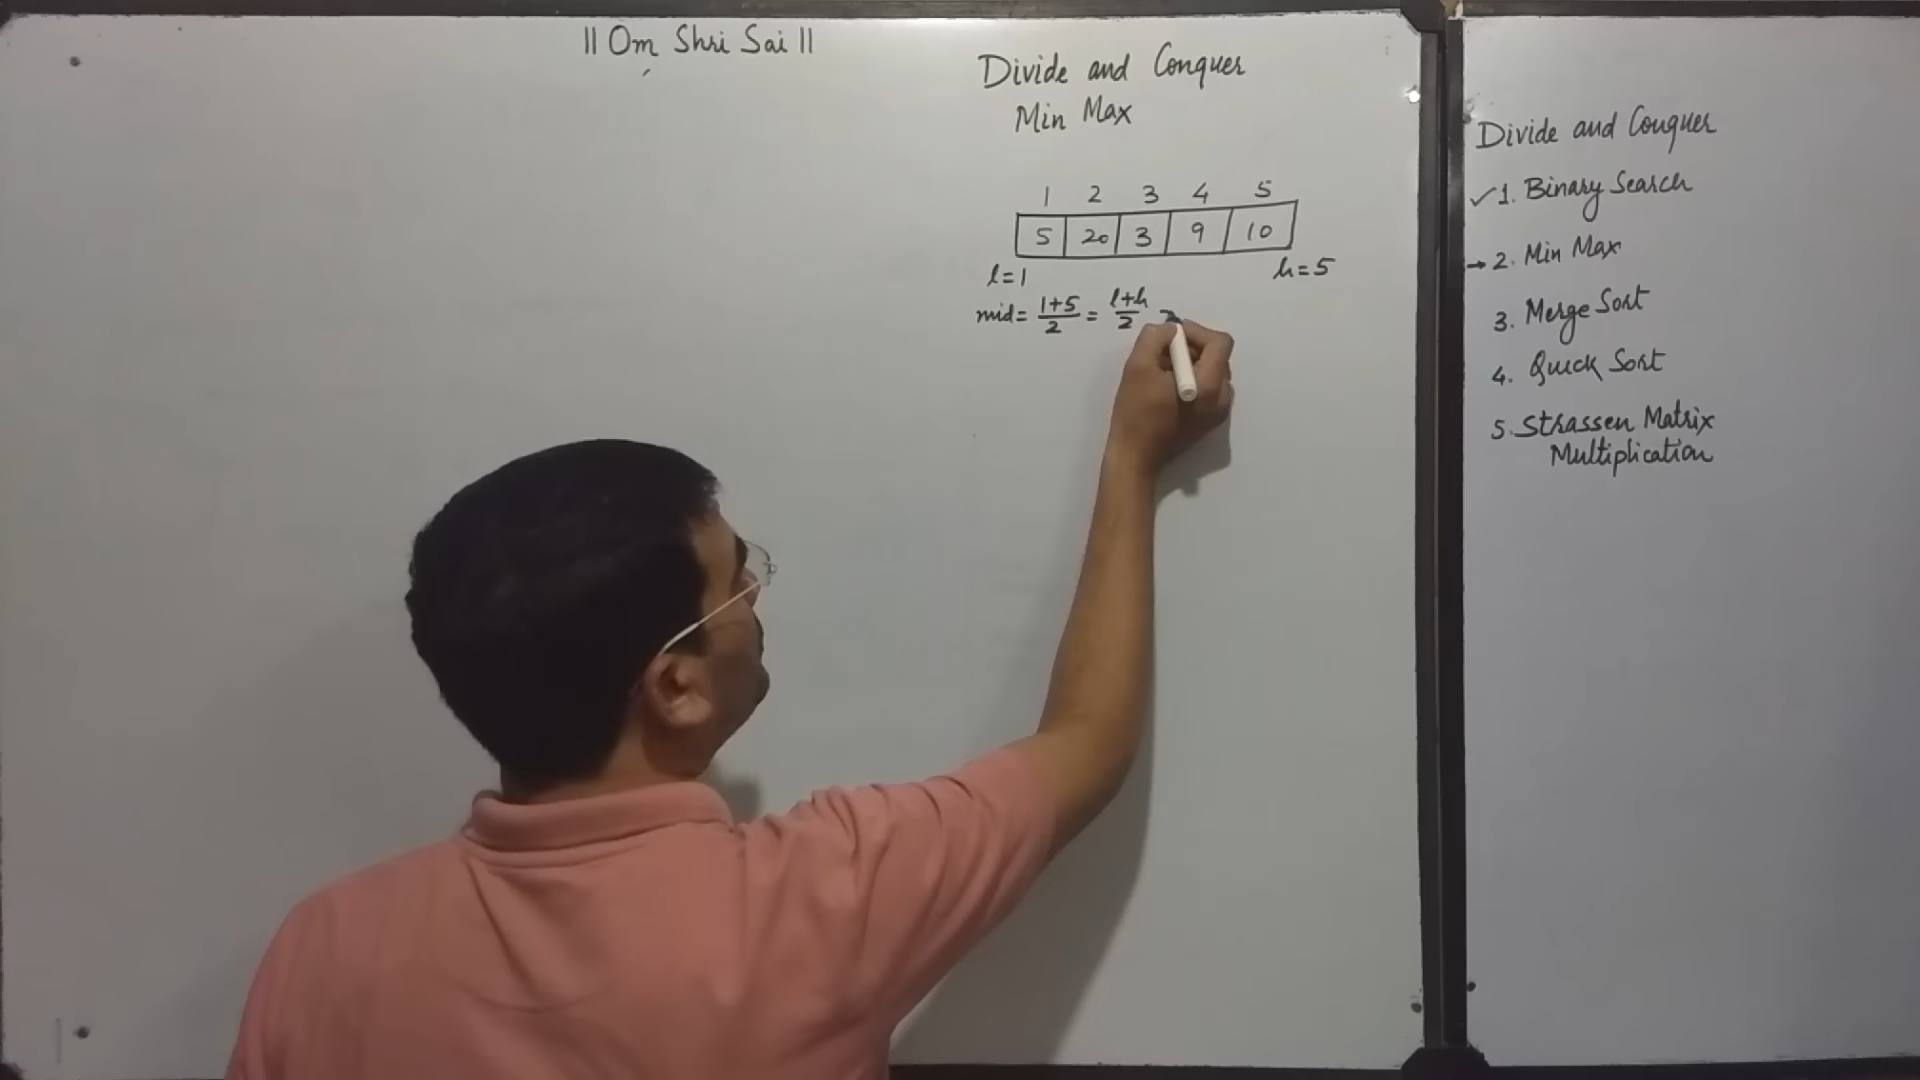 || Om Shri Sai ||
Divide and Conquer
Min Max
1 2 3 4 5
5 20 3 9 10
l=1 h=5
mid= 1+5/2 = l+h/2 =
Divide and Conquer
✓1. Binary Search
→2. Min Max
3. Merge Sort
4. Quick Sort
5. Strassen Matrix
Multiplication